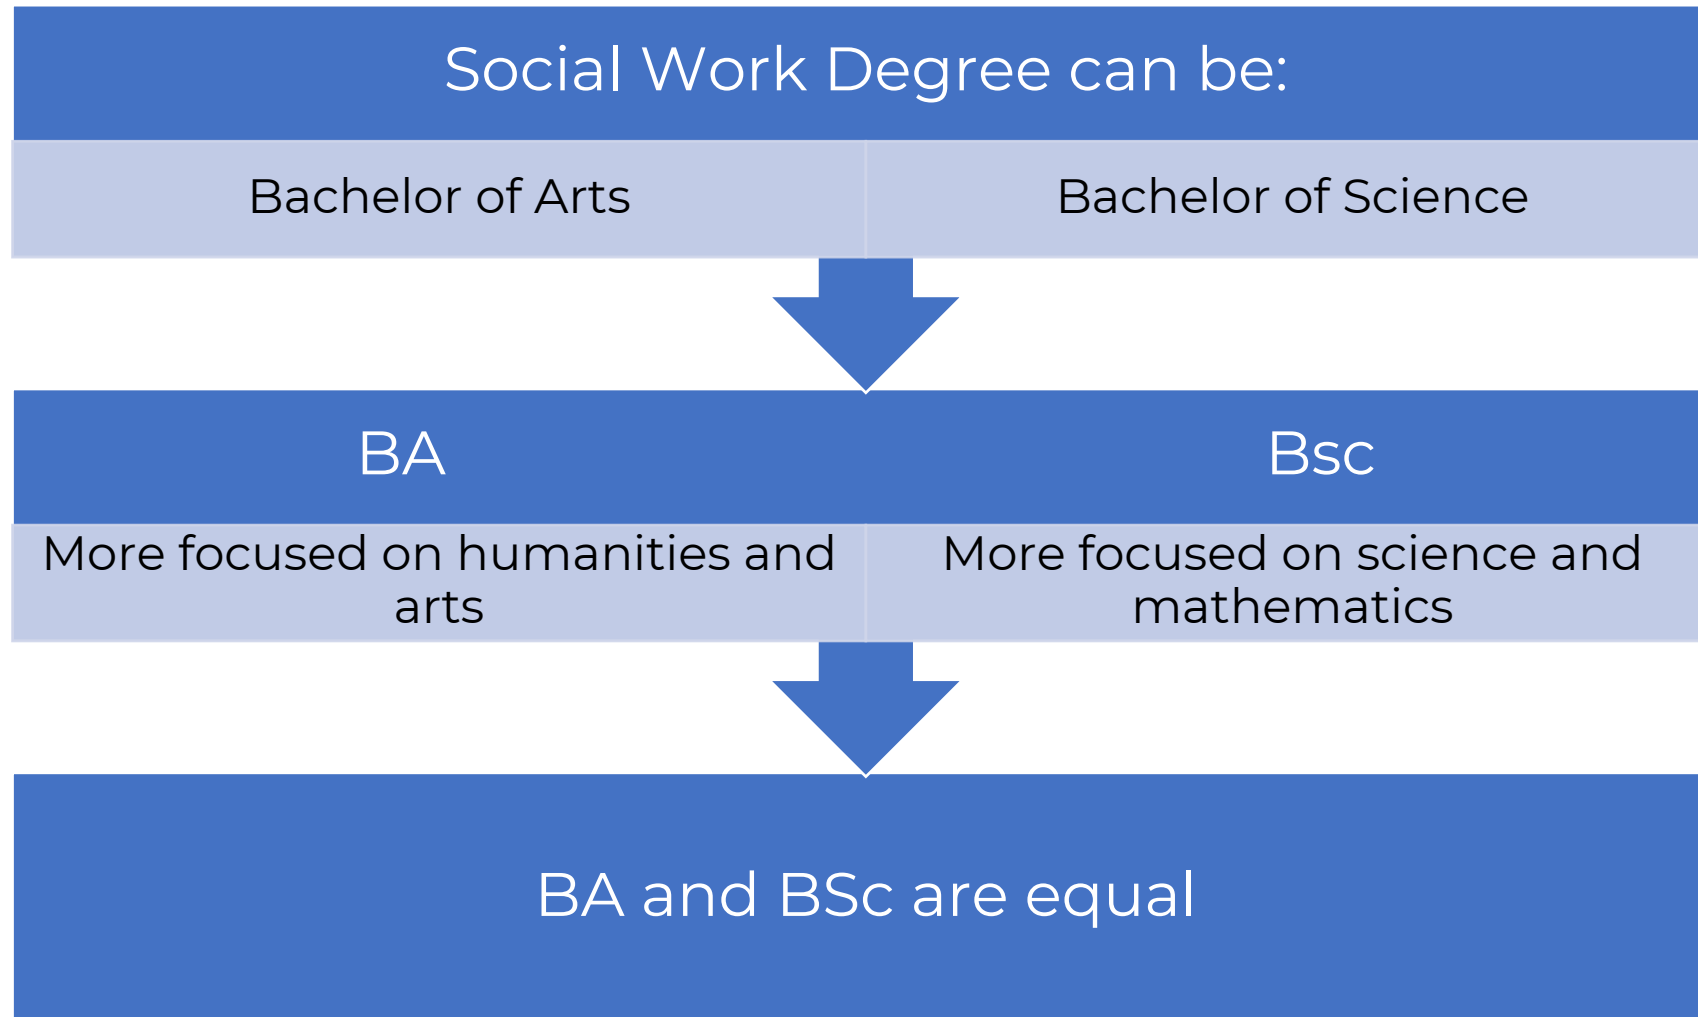 Social Work Degree can be:
Bachelor of Arts
Bachelor of Science
BA
Bsc
More focused on humanities and
arts
More focused on science and
mathematics
BA and BSc are equal